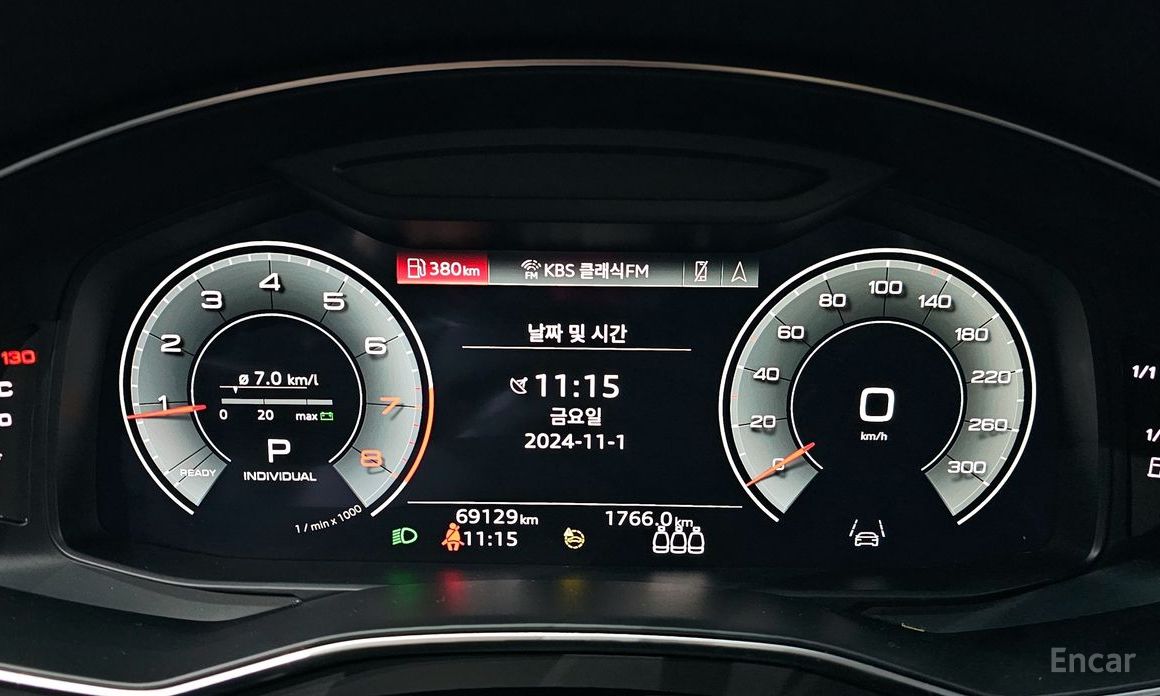 380km
FM KBS 클래식FM
날짜 및 시간
11:15
금요일
2024-11-1
1
2
3
4
5
6
7
8
READY
ø 7.0 km/l
0 20 max
P
INDIVIDUAL
1 / min x 1000
0
20
40
60
80
100
140
180
220
260
300
0
km/h
69129km
1766.0km
11:15
130
C
1/1
Encar